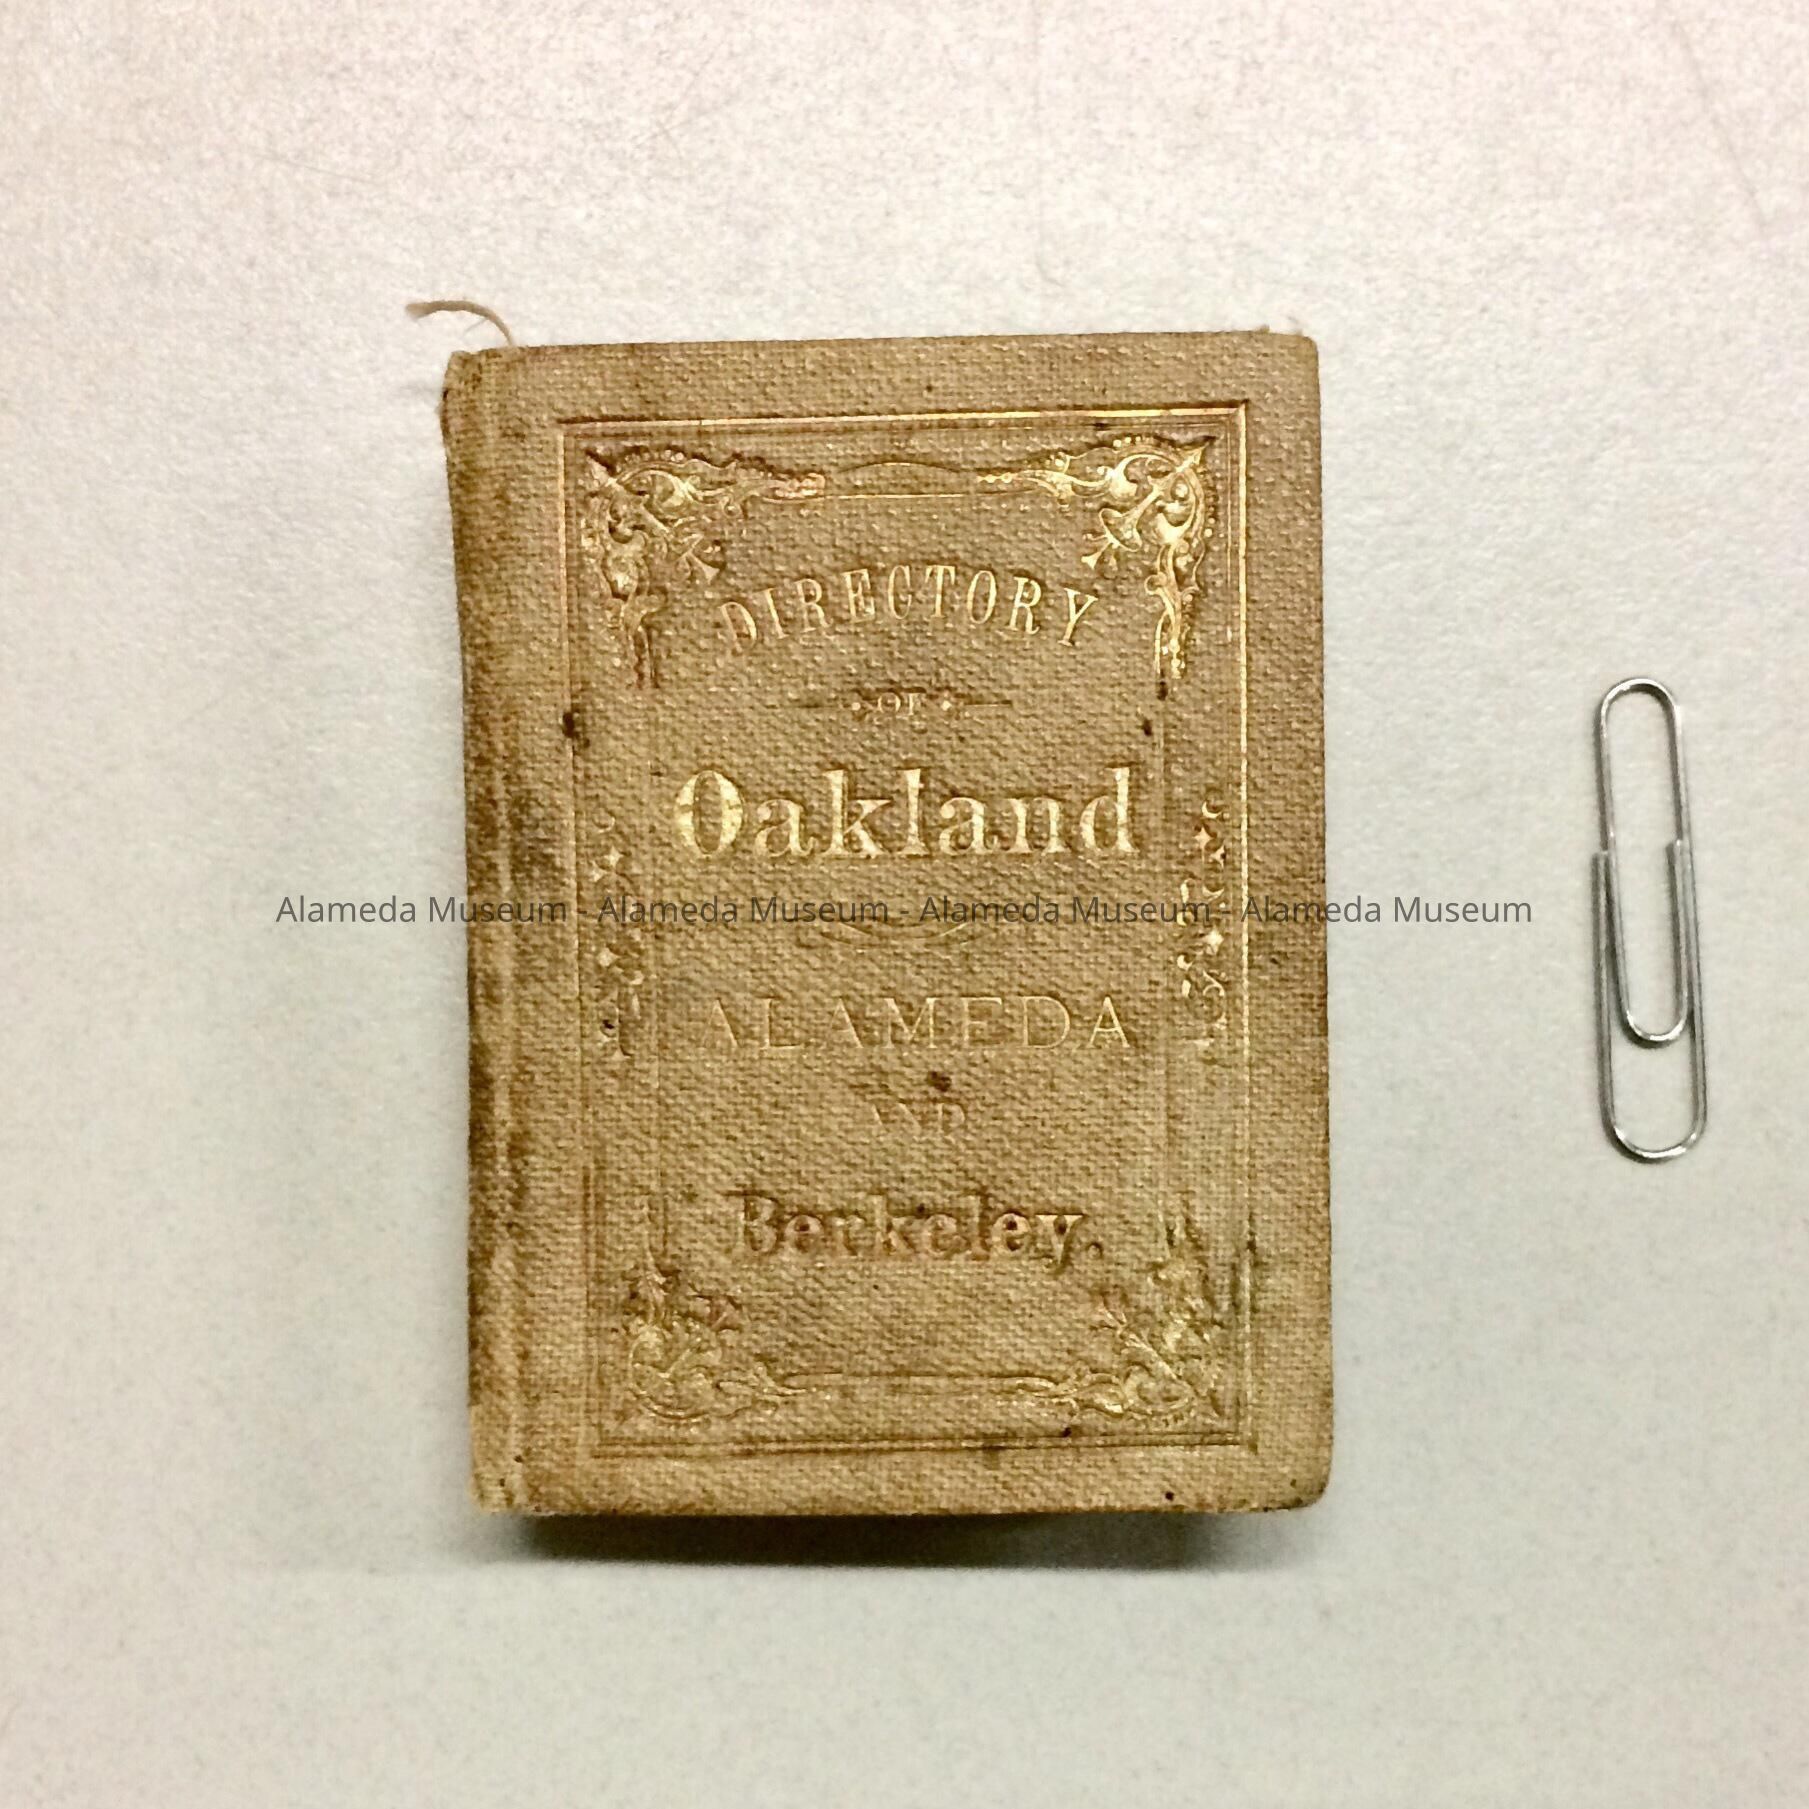 DIRECTORY
OF
Oakland
Alameda Museum - Alameda Museum - Alameda Museum - Alameda Museum
ALAMEDA
AND
Berkeley.